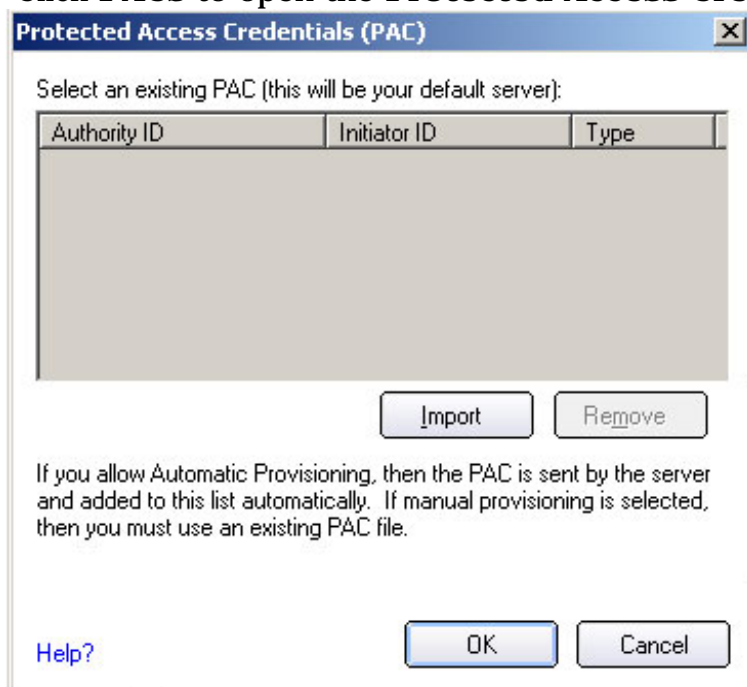 Protected Access Credentials (PAC)
Select an existing PAC (this will be your default server):
Authority ID Initiator ID Type
Import Remove
If you allow Automatic Provisioning, then the PAC is sent by the server
and added to this list automatically. If manual provisioning is selected,
then you must use an existing PAC file.
Help? OK Cancel